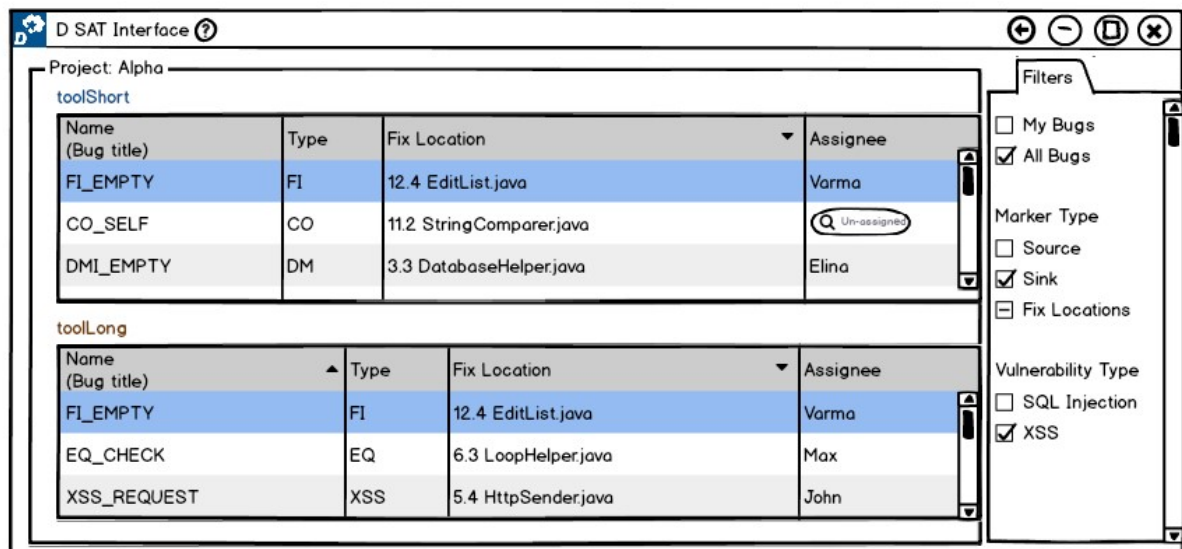 D SAT Interface ?
Project: Alpha
toolShort
Name
(Bug title) Type Fix Location Assignee
FI_EMPTY FI 12.4 EditList.java Varma
CO_SELF CO 11.2 StringComparer.java Un-assigned
DMI_EMPTY DM 3.3 DatabaseHelper.java Elina
toolLong
Name
(Bug title) Type Fix Location Assignee
FI_EMPTY FI 12.4 EditList.java Varma
EQ_CHECK EQ 6.3 LoopHelper.java Max
XSS_REQUEST XSS 5.4 HttpSender.java John
Filters
My Bugs
All Bugs
Marker Type
Source
Sink
Fix Locations
Vulnerability Type
SQL Injection
XSS